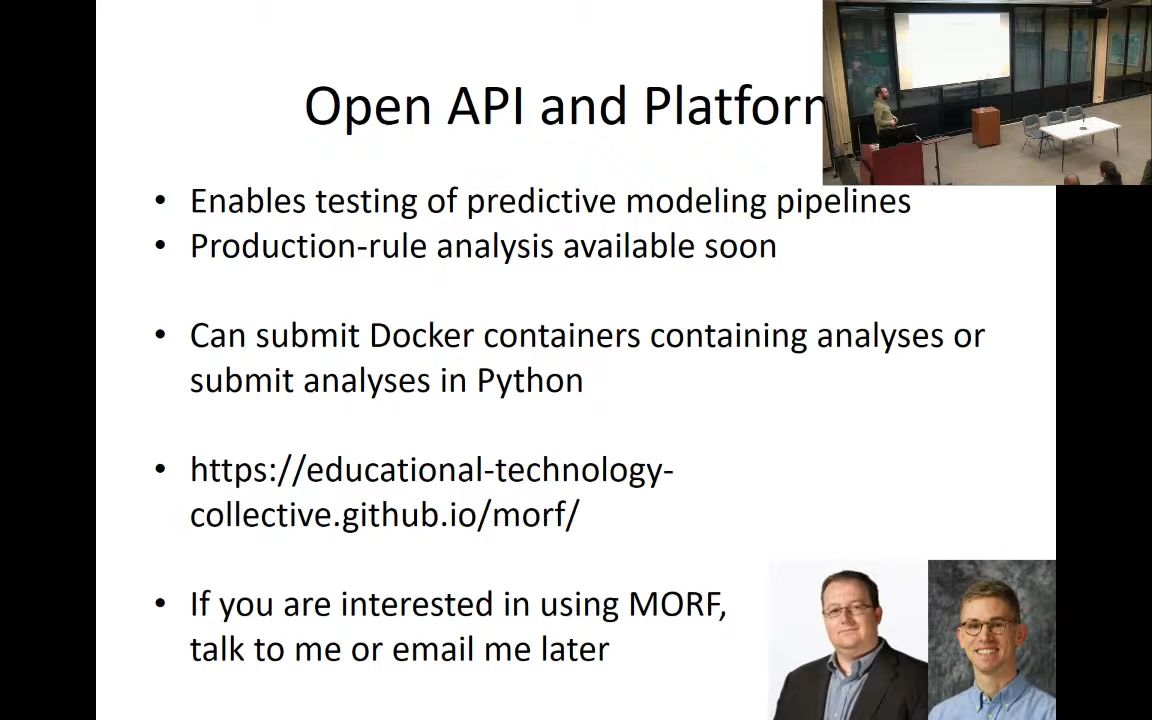 Open API and Platform
• Enables testing of predictive modeling pipelines
• Production-rule analysis available soon
• Can submit Docker containers containing analyses or
submit analyses in Python
• https://educational-technology-
collective.github.io/morf/
• If you are interested in using MORF,
talk to me or email me later